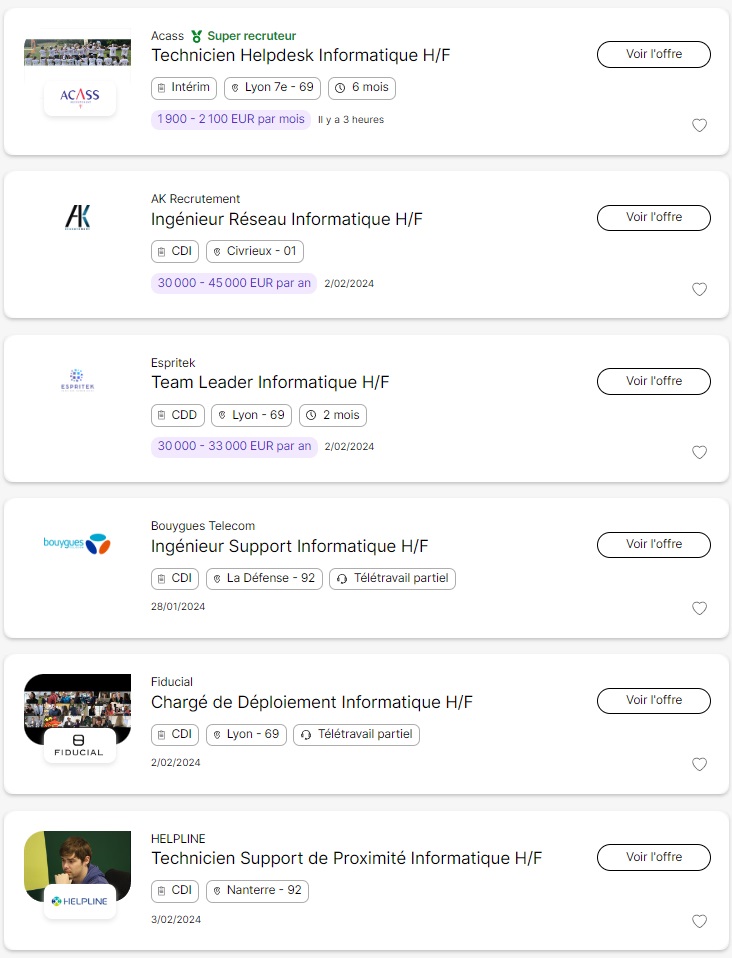 Acass Super recruteur
Technicien Helpdesk Informatique H/F
Voir l'offre
Intérim Lyon 7e - 69 6 mois
ACASS
1 900 - 2 100 EUR par mois Il y a 3 heures
AK Recrutement
AK
Ingénieur Réseau Informatique H/F
Voir l'offre
CDI Civrieux - 01
30 000 - 45 000 EUR par an 2/02/2024
Espritek
Team Leader Informatique H/F
Voir l'offre
ESPRITEK
CDD Lyon - 69 2 mois
30 000 - 33 000 EUR par an 2/02/2024
Bouygues Telecom
bouygues
Ingénieur Support Informatique H/F
Voir l'offre
CDI La Défense - 92 Télétravail partiel
28/01/2024
Fiducial
Chargé de Déploiement Informatique H/F
Voir l'offre
CDI Lyon - 69 Télétravail partiel
FIDUCIAL
2/02/2024
HELPLINE
Technicien Support de Proximité Informatique H/F
Voir l'offre
CDI Nanterre - 92
HELPLINE
3/02/2024